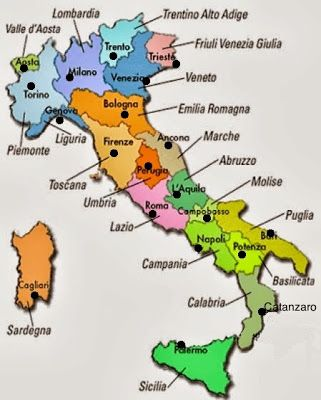 Lombardia
Trentino Alto Adige
Valle d'Aosta
Friuli Venezia Giulia
Trento
Trieste
Aosta
Milano
Venezia
Veneto
Torino
Genova
Bologna
Emilia Romagna
Liguria
Ancona
Marche
Piemonte
Firenze
Abruzzo
Perugia
Toscana
L'Aquila
Molise
Umbria
Roma
Campobosso
Puglia
Lazio
Napoli
Bari
Potenza
Campania
Basilicata
Cagliari
Calabria
Catanzaro
Sardegna
Palermo
Sicilia